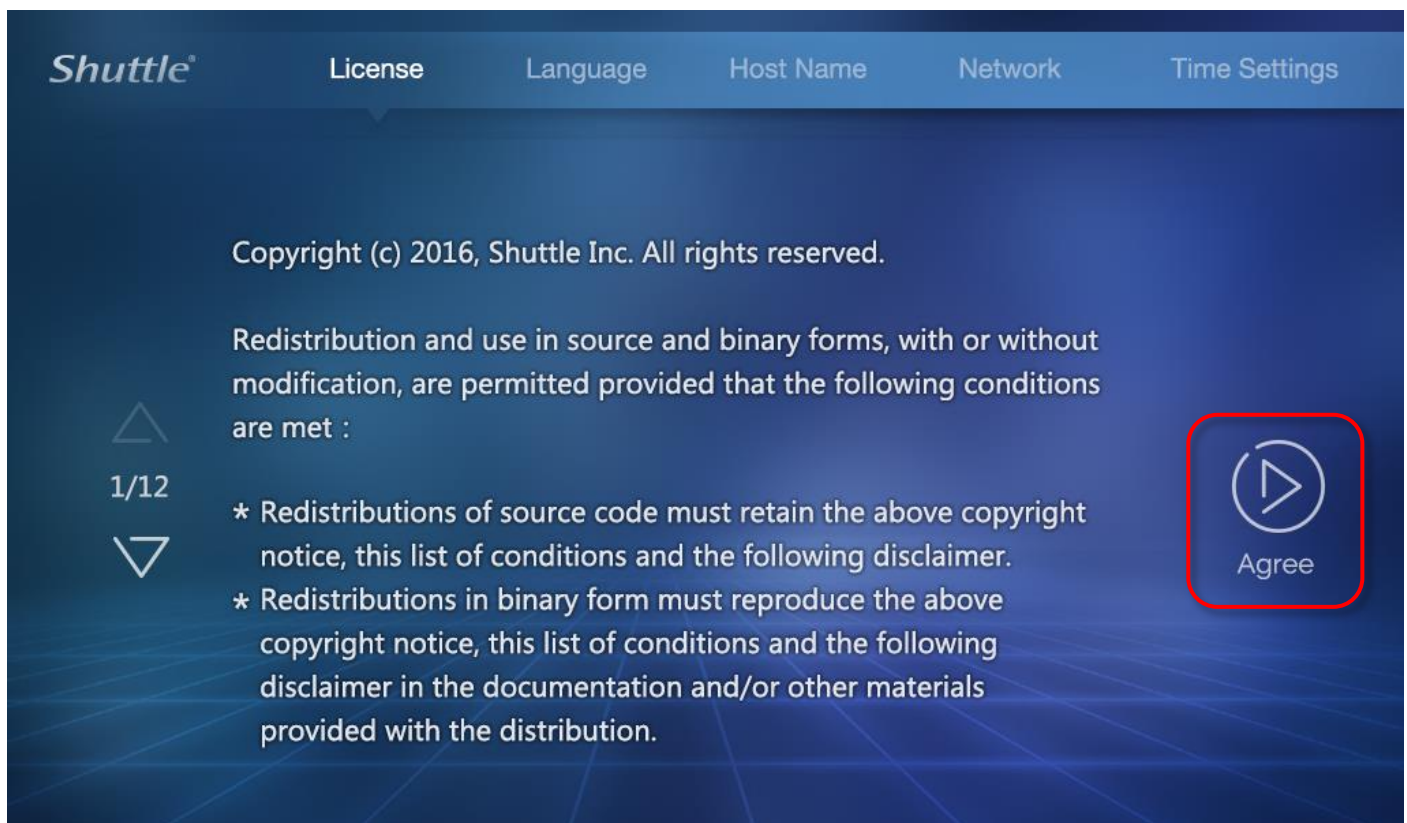 Shuttle® License Language Host Name Network Time Settings
Copyright (c) 2016, Shuttle Inc. All rights reserved.
Redistribution and use in source and binary forms, with or without
modification, are permitted provided that the following conditions
are met :
1/12
* Redistributions of source code must retain the above copyright
notice, this list of conditions and the following disclaimer.
* Redistributions in binary form must reproduce the above
copyright notice, this list of conditions and the following
disclaimer in the documentation and/or other materials
provided with the distribution.
Agree